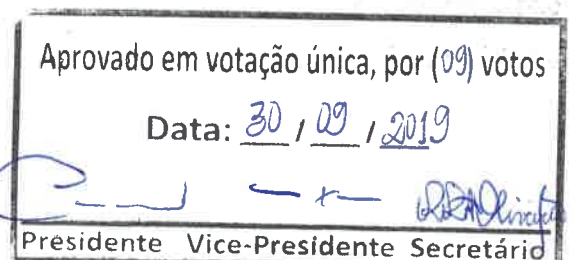 Aprovado em votação única, por (09) votos
Data: 30 / 09 / 2019
Presidente Vice-Presidente Secretário